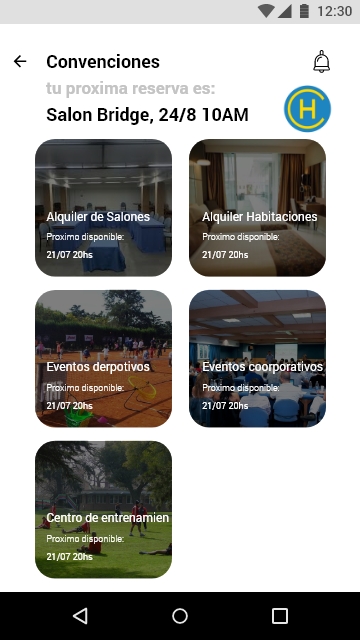 12:30
Convenciones
tu proxima reserva es:
Salon Bridge, 24/8 10AM
HC
Alquiler de Salones
Proximo disponible:
21/07 20hs
Alquiler Habitaciones
Proximo disponible:
21/07 20hs
Eventos derpotivos
Proximo disponible:
21/07 20hs
Eventos coorporativos
Proximo disponible:
21/07 20hs
Centro de entrenamien
Proximo disponible:
21/07 20hs